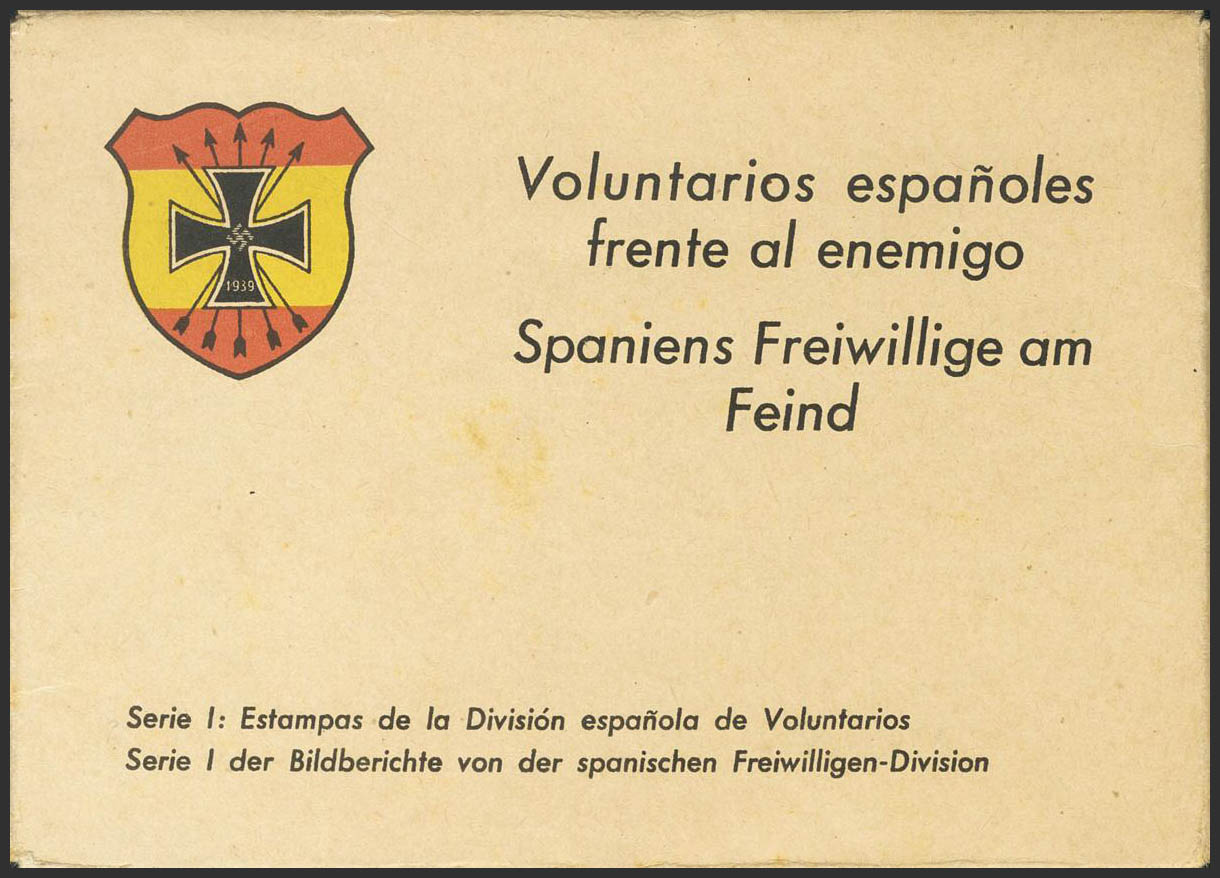 1939
Voluntarios españoles
frente al enemigo
Spaniens Freiwillige am
Feind
Serie I: Estampas de la División española de Voluntarios
Serie I der Bildberichte von der spanischen Freiwilligen-Division